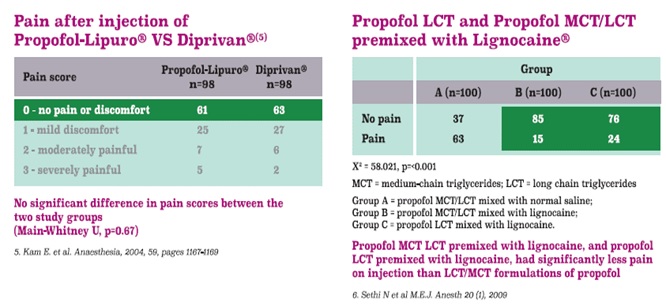 Pain after injection of
Propofol-Lipuro® VS Diprivan®(5)
Pain score Propofol-Lipuro® n=98 Diprivan® n=98
0 - no pain or discomfort 61 63
1 - mild discomfort 25 27
2 - moderately painful 7 6
3 - severely painful 5 2
No significant difference in pain scores between the
two study groups
(Main-Whitney U, p=0.67)
5. Kam E. et al. Anaesthesia, 2004, 59, pages 1167-1169
Propofol LCT and Propofol MCT/LCT
premixed with Lignocaine®
Group
A (n=100) B (n=100) C (n=100)
No pain 37 85 76
Pain 63 15 24
X² = 58.021, p=<0.001
MCT = medium-chain triglycerides; LCT = long chain triglycerides
Group A = propofol MCT/LCT mixed with normal saline;
Group B = propofol MCT/LCT mixed with lignocaine;
Group C = propofol LCT mixed with lignocaine.
Propofol MCT LCT premixed with lignocaine, and propofol
LCT premixed with lignocaine, had significantly less pain
on injection than LCT/MCT formulations of propofol
6. Sethi N et al M.E.J. Anesth 20 (1), 2009